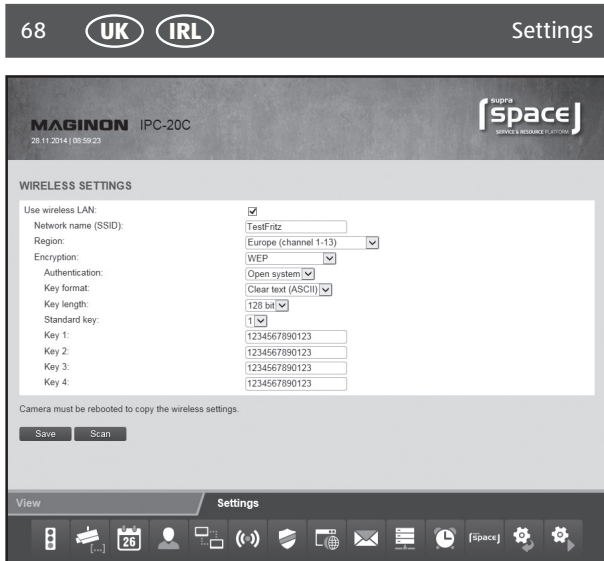 68 UK IRL Settings
MAGINON IPC-20C
28.11.2014 | 08:59:23
supra
space
SERVICE & RESOURCE PLATFORM
WIRELESS SETTINGS
Use wireless LAN:
Network name (SSID): TestFritz
Region: Europe (channel 1-13)
Encryption: WEP
Authentication: Open system
Key format: Clear text (ASCII)
Key length: 128 bit
Standard key: 1
Key 1: 1234567890123
Key 2: 1234567890123
Key 3: 1234567890123
Key 4: 1234567890123
Camera must be rebooted to copy the wireless settings.
Save Scan
View Settings
[...] 26 space